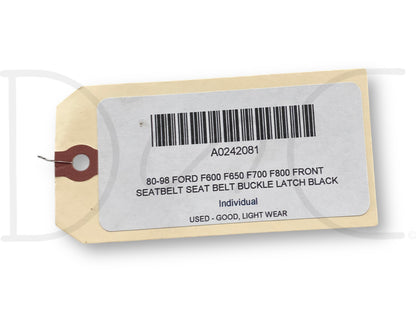 A0242081
80-98 FORD F600 F650 F700 F800 FRONT
SEATBELT SEAT BELT BUCKLE LATCH BLACK
Individual
USED - GOOD, LIGHT WEAR